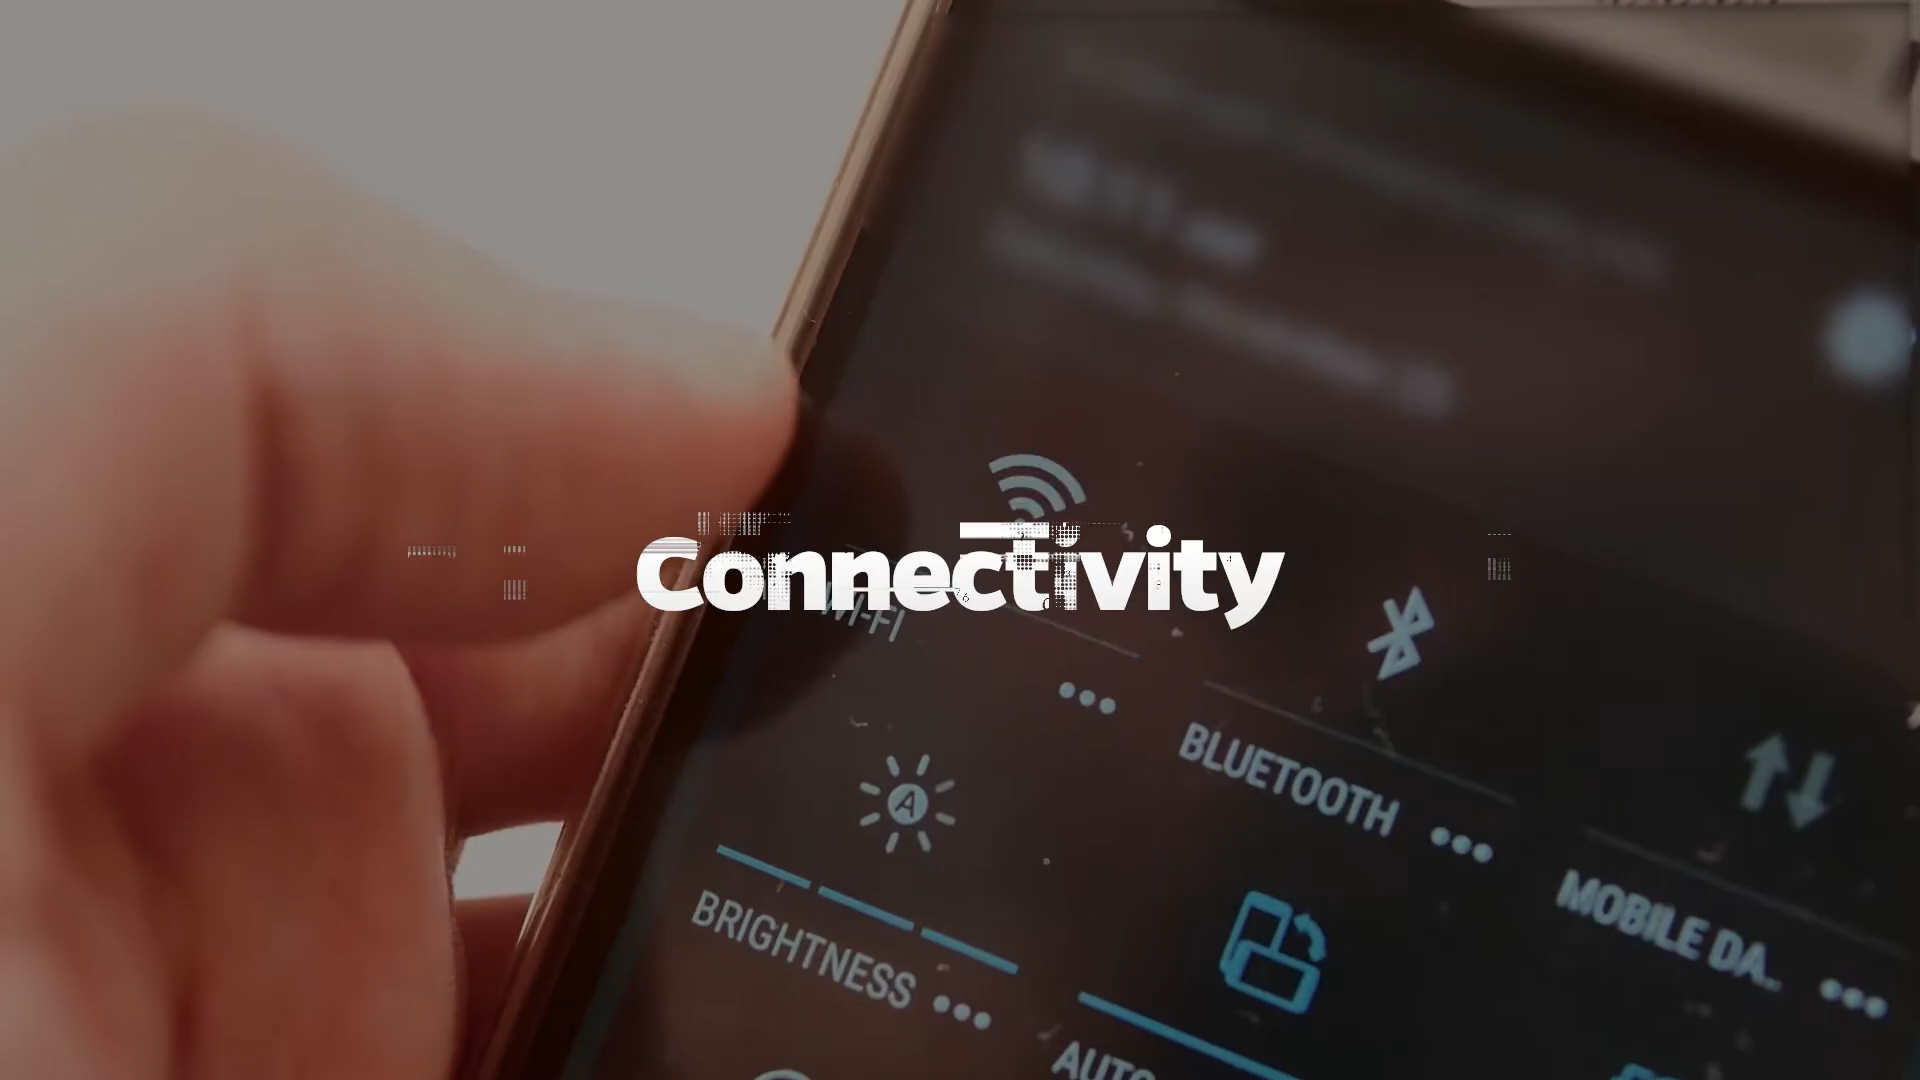 Connectivity
WI-FI
BLUETOOTH
MOBILE DA..
BRIGHTNESS
AUTO